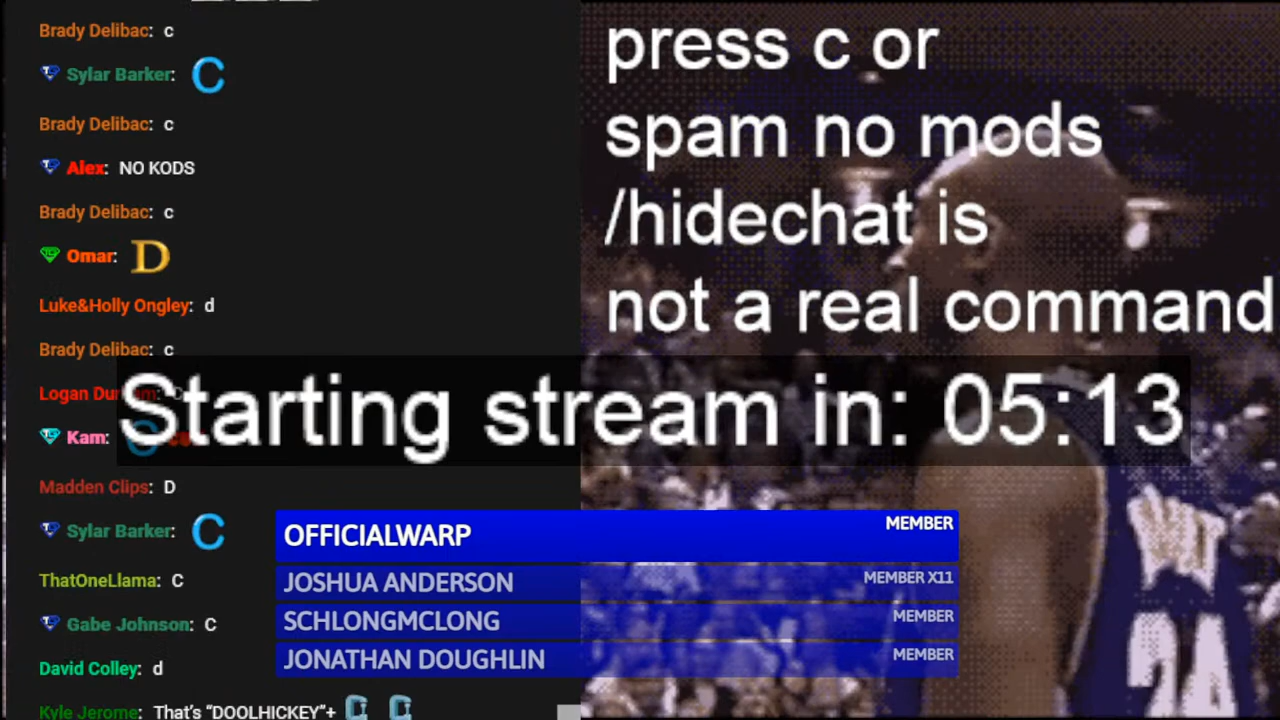 Brady Delibac: c
Sylar Barker: C
Brady Delibac: c
Alex: NO KODS
Brady Delibac: c
Omar: D
Luke&Holly Ongley: d
Brady Delibac: c
Logan
Kam: C
Madden Clips: D
Sylar Barker: C
ThatOneLlama: C
Gabe Johnson: C
David Colley: d
Kyle Jerome: That's "DOOLHICKEY"+
press c or
spam no mods
/hidechat is
not a real command
Starting stream in: 05:13
OFFICIALWARP MEMBER
JOSHUA ANDERSON MEMBER X11
SCHLONGMCLONG MEMBER
JONATHAN DOUGHLIN MEMBER
24